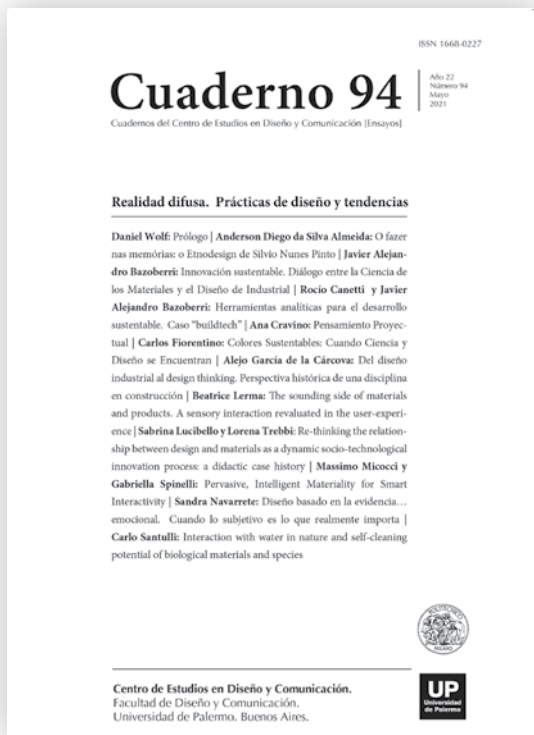 ISSN 1668-0227
Cuaderno 94
Año 22
Número 94
Mayo
2021
Cuadernos del Centro de Estudios en Diseño y Comunicación [Ensayos]
Realidad difusa. Prácticas de diseño y tendencias
Daniel Wolf: Prólogo | Anderson Diego da Silva Almeida: O fazer
nas memórias: o Etnodesign de Silvio Nunes Pinto | Javier Alejan-
dro Bazoberri: Innovación sustentable. Diálogo entre la Ciencia de
los Materiales y el Diseño de Industrial | Rocío Canetti y Javier
Alejandro Bazoberri: Herramientas analíticas para el desarrollo
sustentable. Caso "buildtech" | Ana Cravino: Pensamiento Proyec-
tual | Carlos Fiorentino: Colores Sustentables: Cuando Ciencia y
Diseño se Encuentran | Alejo García de la Cárcova: Del diseño
industrial al design thinking. Perspectiva histórica de una disciplina
en construcción | Beatrice Lerma: The sounding side of materials
and products. A sensory interaction revaluated in the user-experi-
ence | Sabrina Lucibello y Lorena Trebbi: Re-thinking the relation-
ship between design and materials as a dynamic socio-technological
innovation process: a didactic case history | Massimo Micocci y
Gabriella Spinelli: Pervasive, Intelligent Materiality for Smart
Interactivity | Sandra Navarrete: Diseño basado en la evidencia…
emocional. Cuando lo subjetivo es lo que realmente importa |
Carlo Santulli: Interaction with water in nature and self-cleaning
potential of biological materials and species
POLITECNICO
MILANO
Centro de Estudios en Diseño y Comunicación.
Facultad de Diseño y Comunicación.
Universidad de Palermo. Buenos Aires.
UP
Universidad
de Palermo